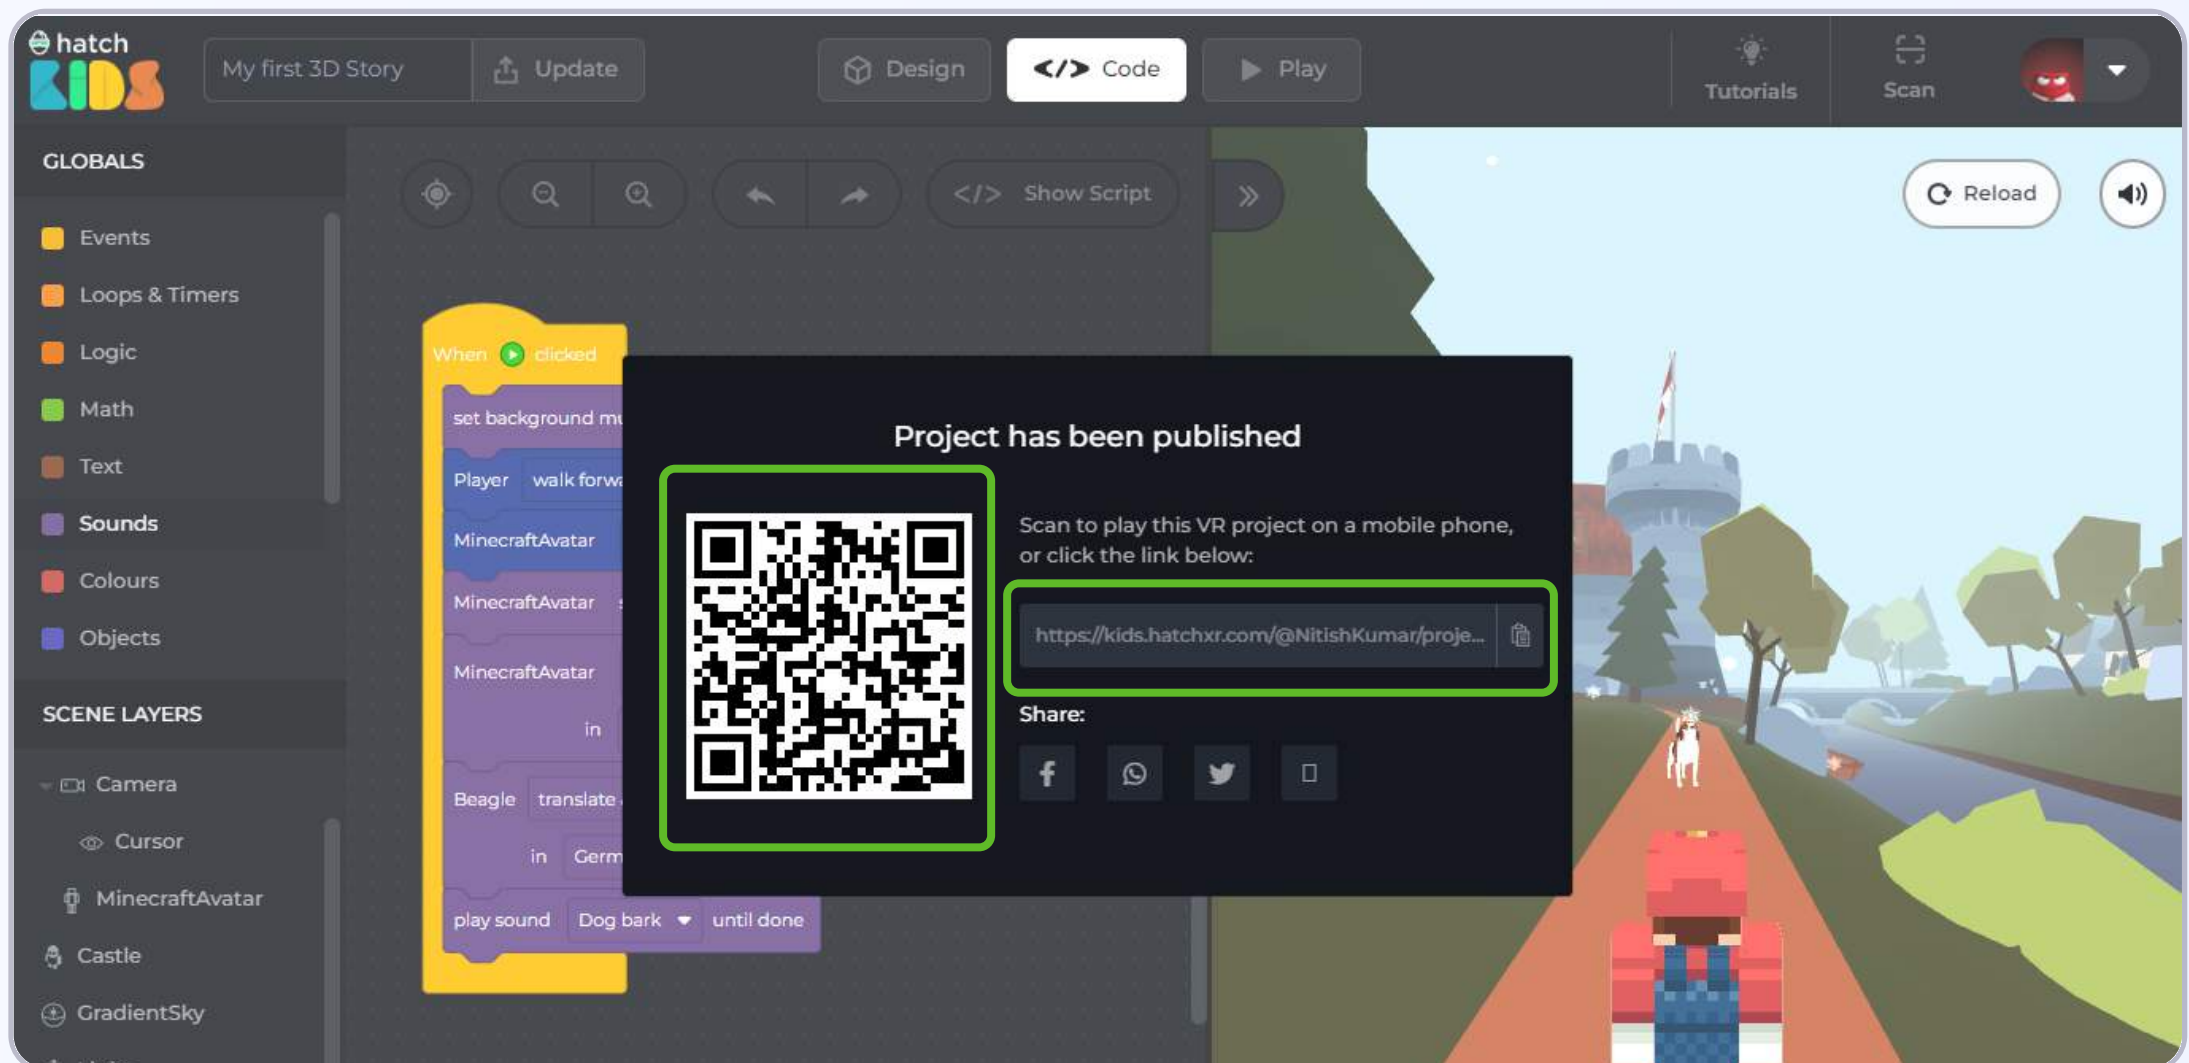 hatch
KIDS
My first 3D Story
Update
Design
</> Code
Play
Tutorials
Scan
GLOBALS
Events
Loops & Timers
Logic
Math
Text
Sounds
Colours
Objects
SCENE LAYERS
Camera
Cursor
MinecraftAvatar
Castle
GradientSky
</> Show Script
Reload
When clicked
set background
Player walk
MinecraftAvatar
MinecraftAvatar
MinecraftAvatar
in
Beagle translate
in
play sound Dog bark until done
Project has been published
Scan to play this VR project on a mobile phone,
or click the link below:
https://kids.hatchxr.com/@NitishKumar/proje...
Share: